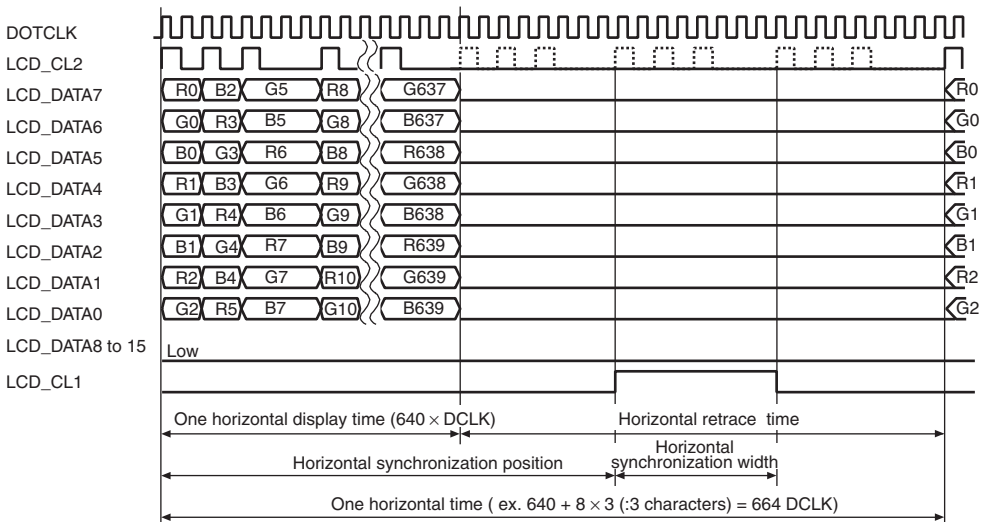 DOTCLK
LCD_CL2
LCD_DATA7 R0 B2 G5 R8 G637 R0
LCD_DATA6 G0 R3 B5 G8 B637 G0
LCD_DATA5 B0 G3 R6 B8 R638 B0
LCD_DATA4 R1 B3 G6 R9 G638 R1
LCD_DATA3 G1 R4 B6 G9 B638 G1
LCD_DATA2 B1 G4 R7 B9 R639 B1
LCD_DATA1 R2 B4 G7 R10 G639 R2
LCD_DATA0 G2 R5 B7 G10 B639 G2
LCD_DATA8 to 15 Low
LCD_CL1
One horizontal display time (640 × DCLK) Horizontal retrace time
Horizontal synchronization position Horizontal synchronization width
One horizontal time ( ex. 640 + 8 × 3 (:3 characters) = 664 DCLK)